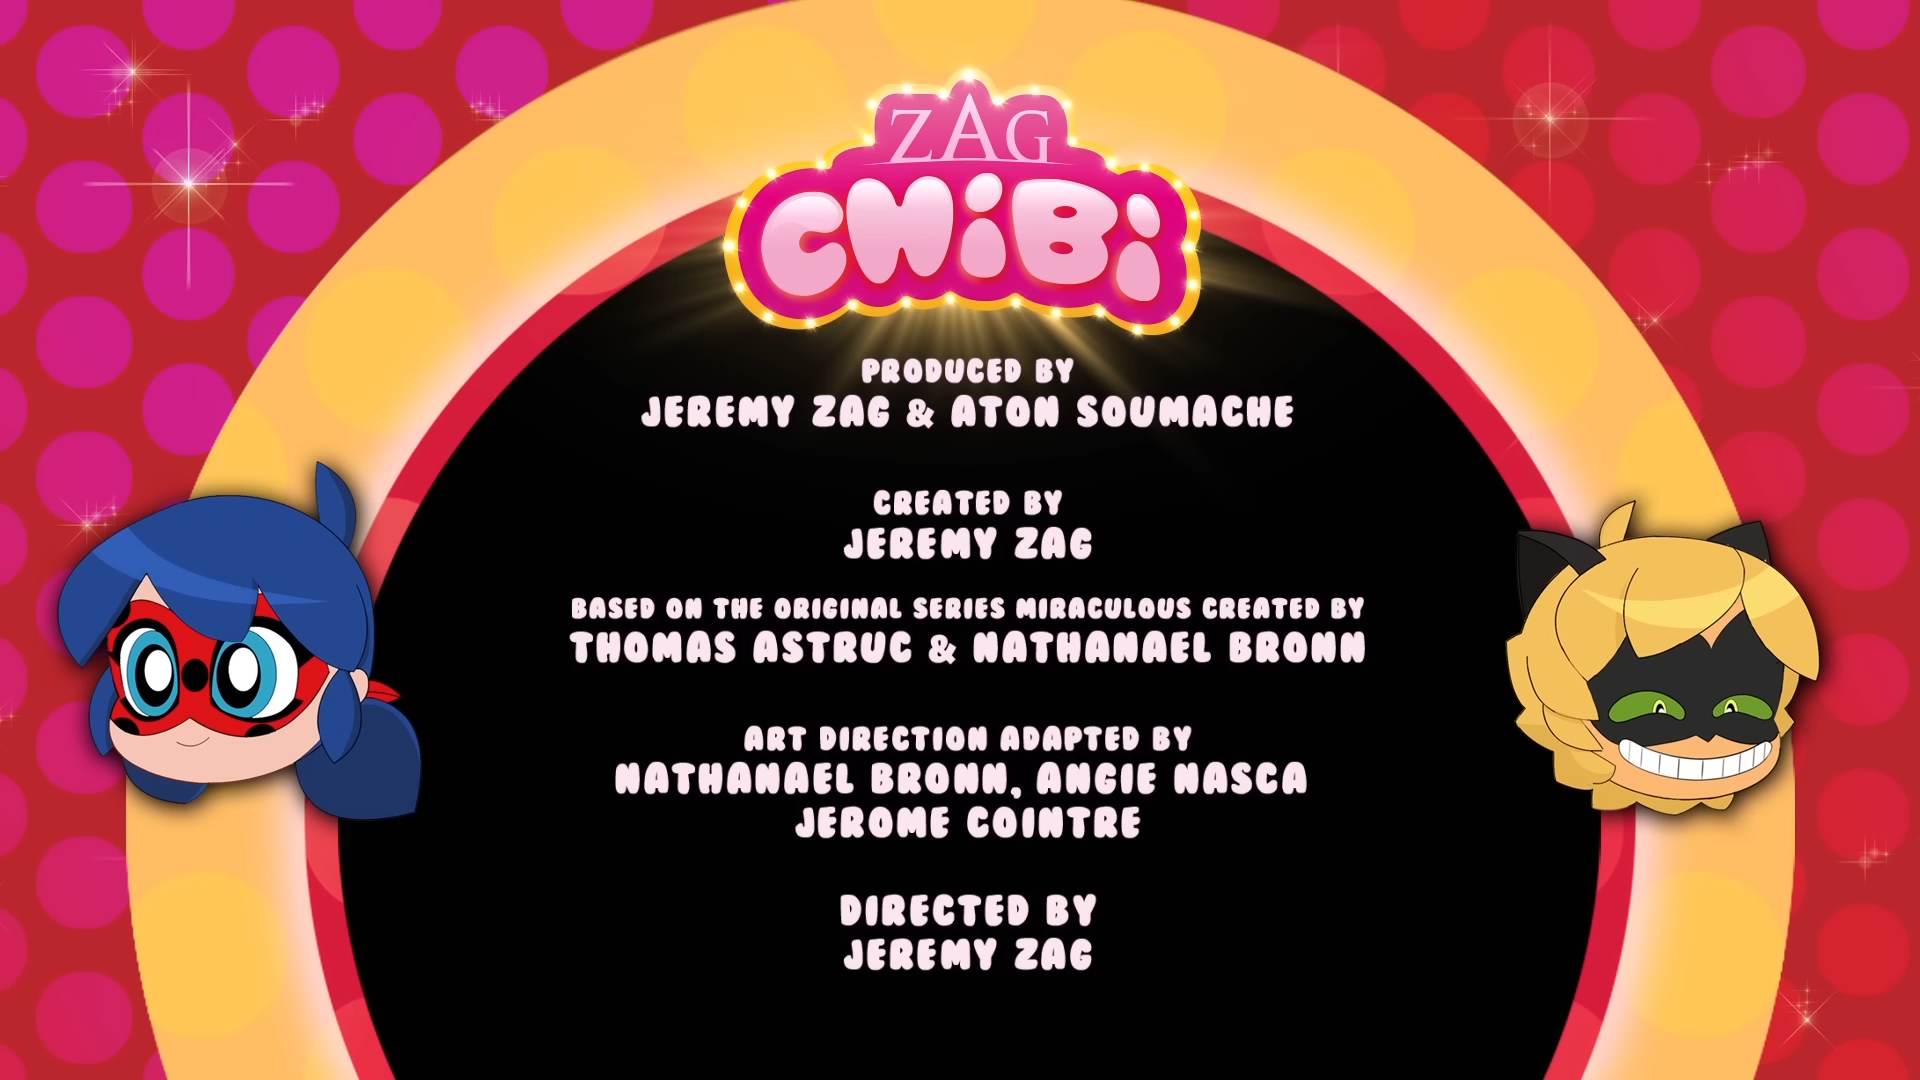 ZAG
CHiBi
PRODUCED BY
JEREMY ZAG & ATON SOUMACHE
CREATED BY
JEREMY ZAG
BASED ON THE ORIGINAL SERIES MIRACULOUS CREATED BY
THOMAS ASTRUC & NATHANAEL BRONN
ART DIRECTION ADAPTED BY
NATHANAEL BRONN, ANGIE NASCA
JEROME COINTRE
DIRECTED BY
JEREMY ZAG